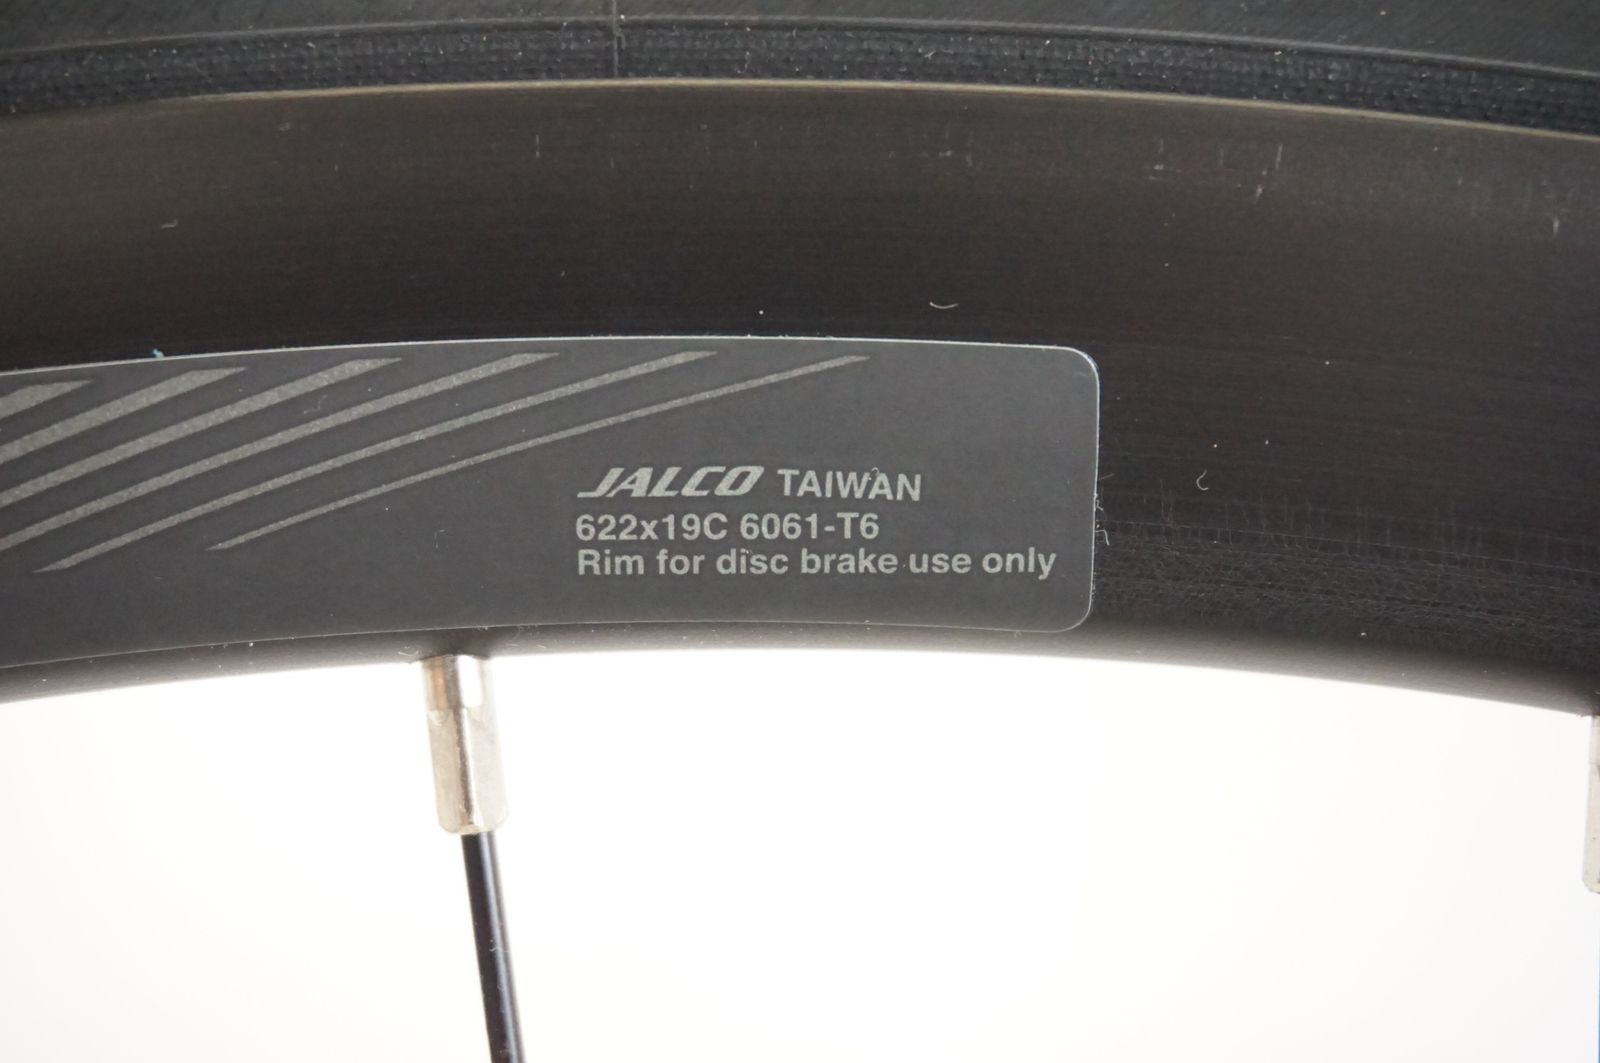 JALCO TAIWAN
622x19C 6061-T6
Rim for disc brake use only